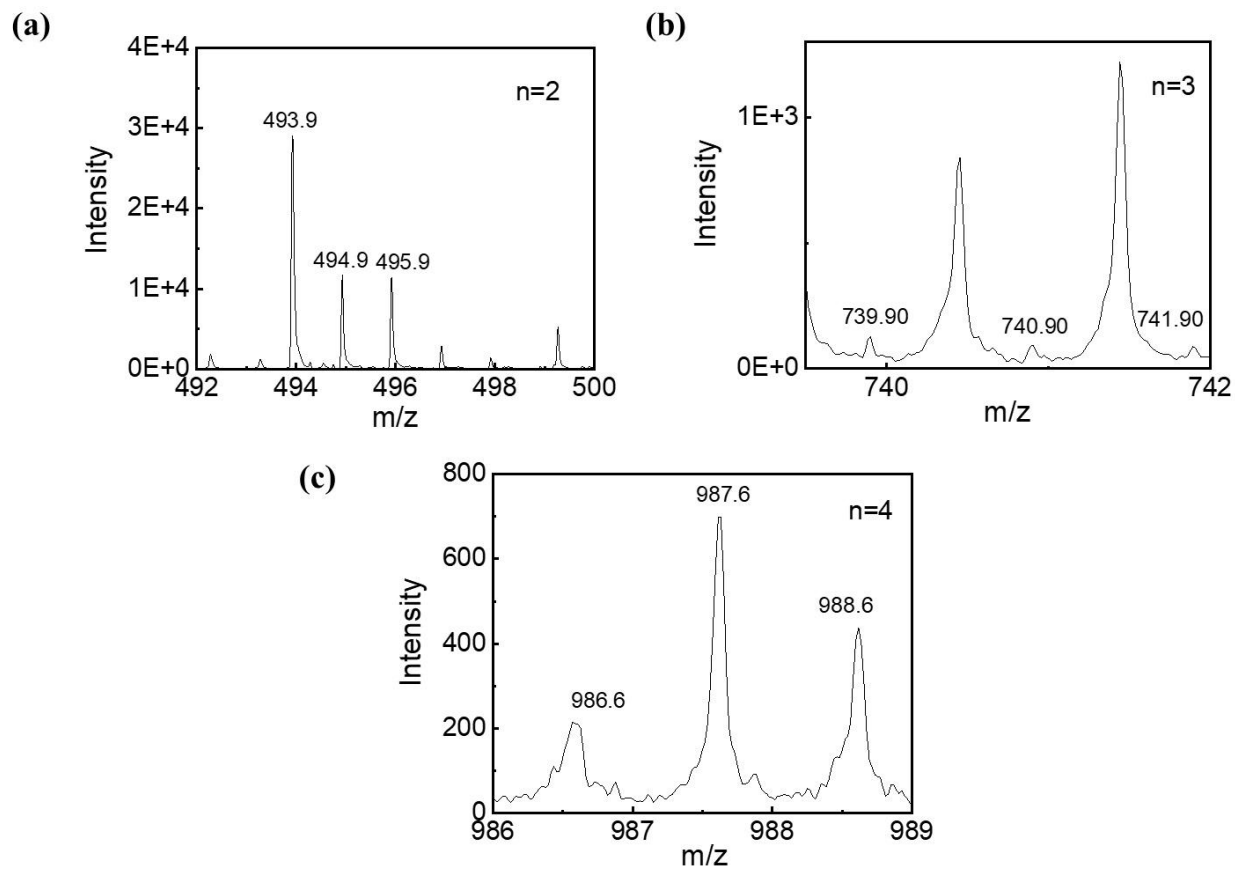 (a)
4E+4
3E+4
2E+4
1E+4
0E+0
Intensity
n=2
493.9
494.9
495.9
492
494
496
498
500
m/z
(b)
1E+3
0E+0
Intensity
n=3
739.90
740.90
741.90
740
742
m/z
(c)
800
600
400
200
0
Intensity
n=4
986.6
987.6
988.6
986
987
988
989
m/z